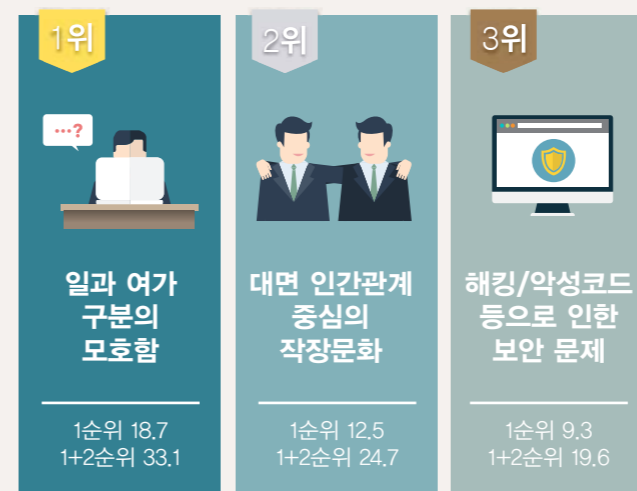 1위
2위
3위
...?
일과 여가
구분의
모호함
대면 인간관계
중심의
작장문화
해킹/악성코드
등으로 인한
보안 문제
1순위 18.7
1+2순위 33.1
1순위 12.5
1+2순위 24.7
1순위 9.3
1+2순위 19.6